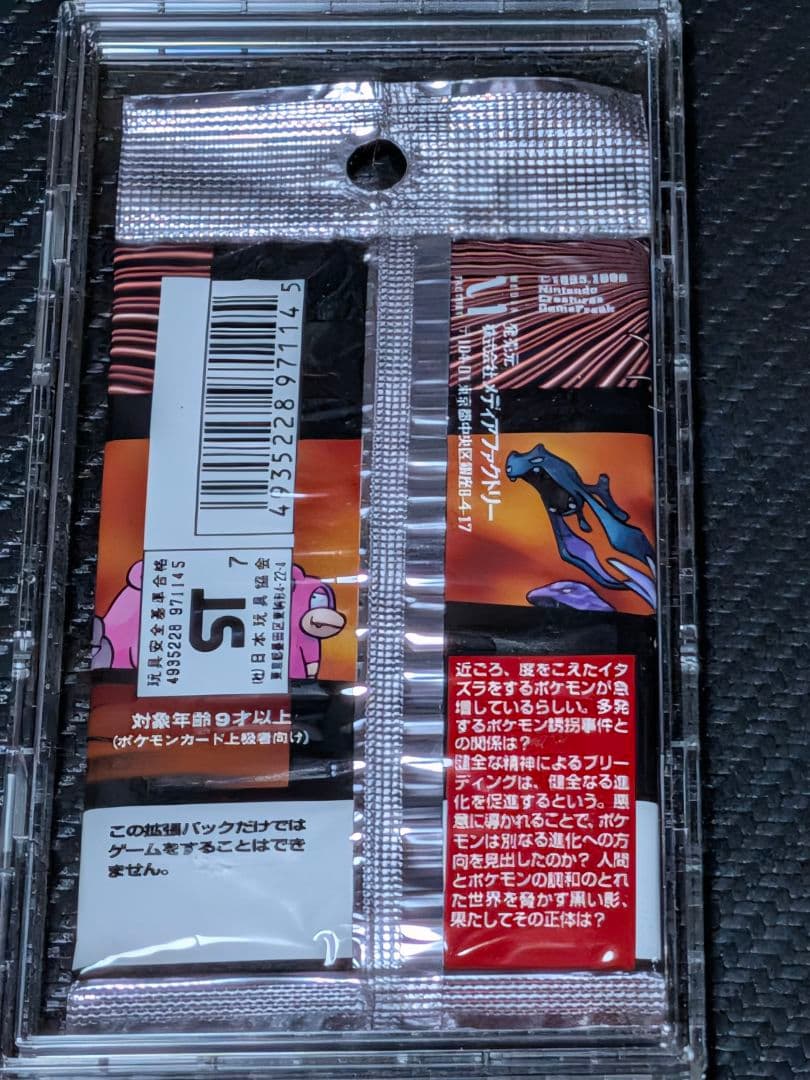 4935228971145
玩具安全基準合格
4935228 971145
ST
7
(社)日本玩具協会
対象年齢9才以上
(ポケモンカード上級者向け)
この拡張パックだけでは
ゲームをすることはでき
ません。
Nintendo
Creatures
GameFreak
発売元
株式会社メディアファクトリー
東京都中央区銀座8-4-17
近ごろ、度をこえたイタ
ズラをするポケモンが急
増しているらしい。多発
するポケモン誘拐事件と
の関係は?
健全な精神によるブリー
ディングは、健全なる進
化を促進するという。悪
意に導かれることで、ポケ
モンは別なる進化への方
向を見出したのか? 人間
とポケモンの調和のとれ
た世界を脅かす黒い影、
果たしてその正体は?